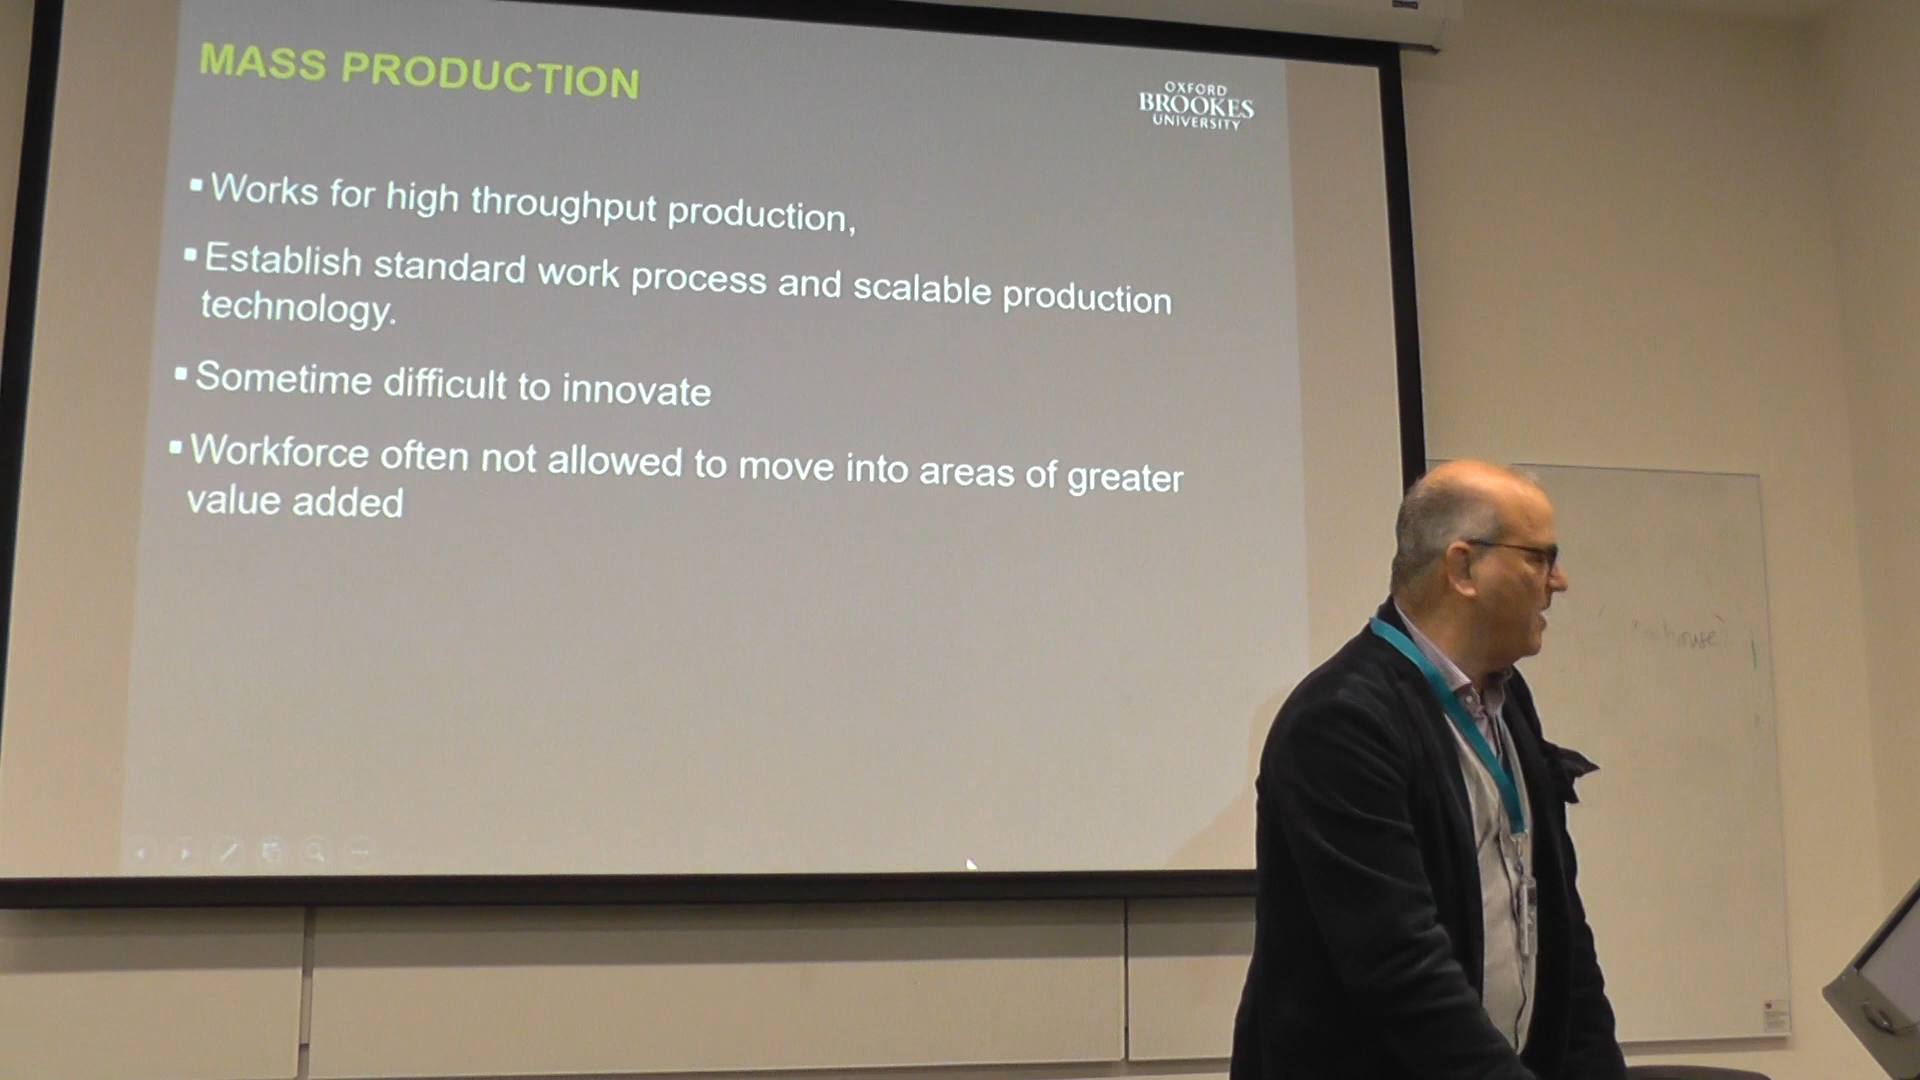 MASS PRODUCTION
OXFORD
BROOKES
UNIVERSITY
▪ Works for high throughput production,
▪ Establish standard work process and scalable production
technology.
▪ Sometime difficult to innovate
▪ Workforce often not allowed to move into areas of greater
value added